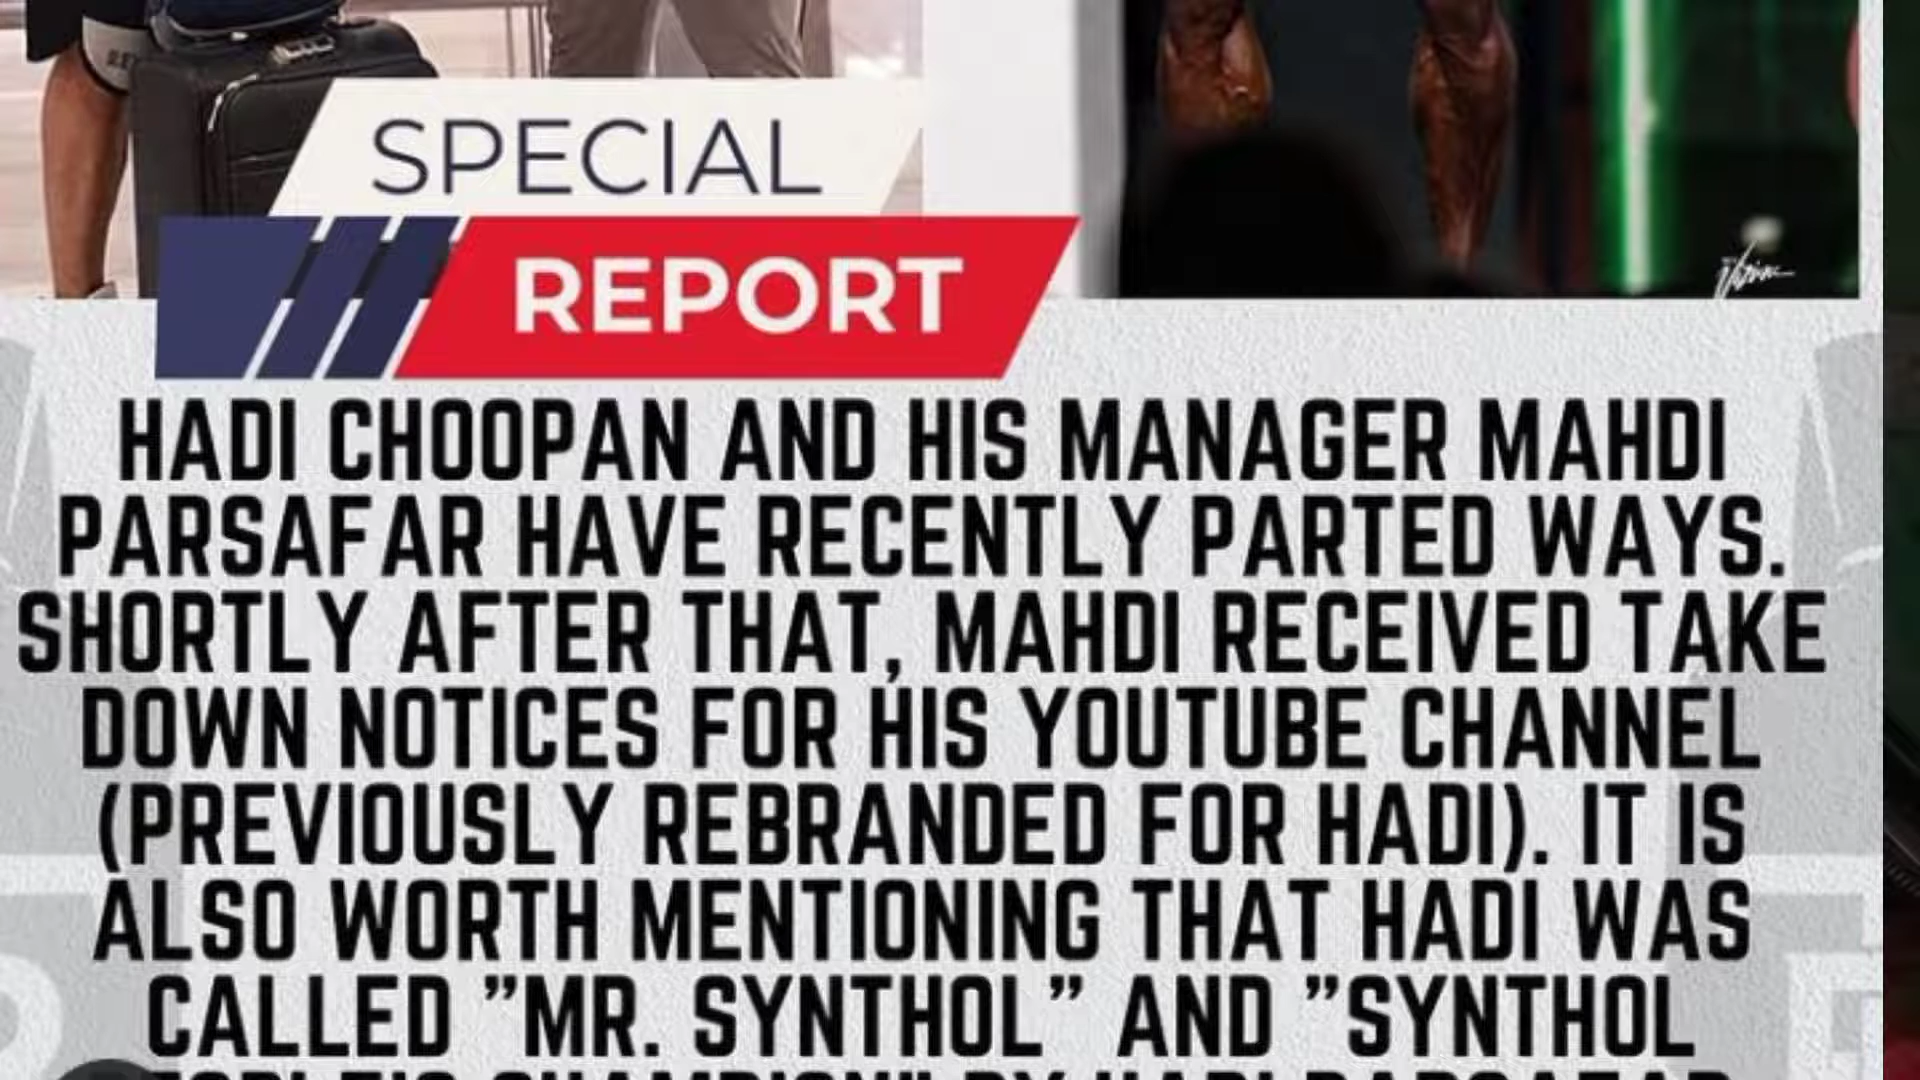 SPECIAL
REPORT
HADI CHOOPAN AND HIS MANAGER MAHDI
PARSAFAR HAVE RECENTLY PARTED WAYS.
SHORTLY AFTER THAT, MAHDI RECEIVED TAKE
DOWN NOTICES FOR HIS YOUTUBE CHANNEL
(PREVIOUSLY REBRANDED FOR HADI). IT IS
ALSO WORTH MENTIONING THAT HADI WAS
CALLED "MR. SYNTHOL" AND "SYNTHOL